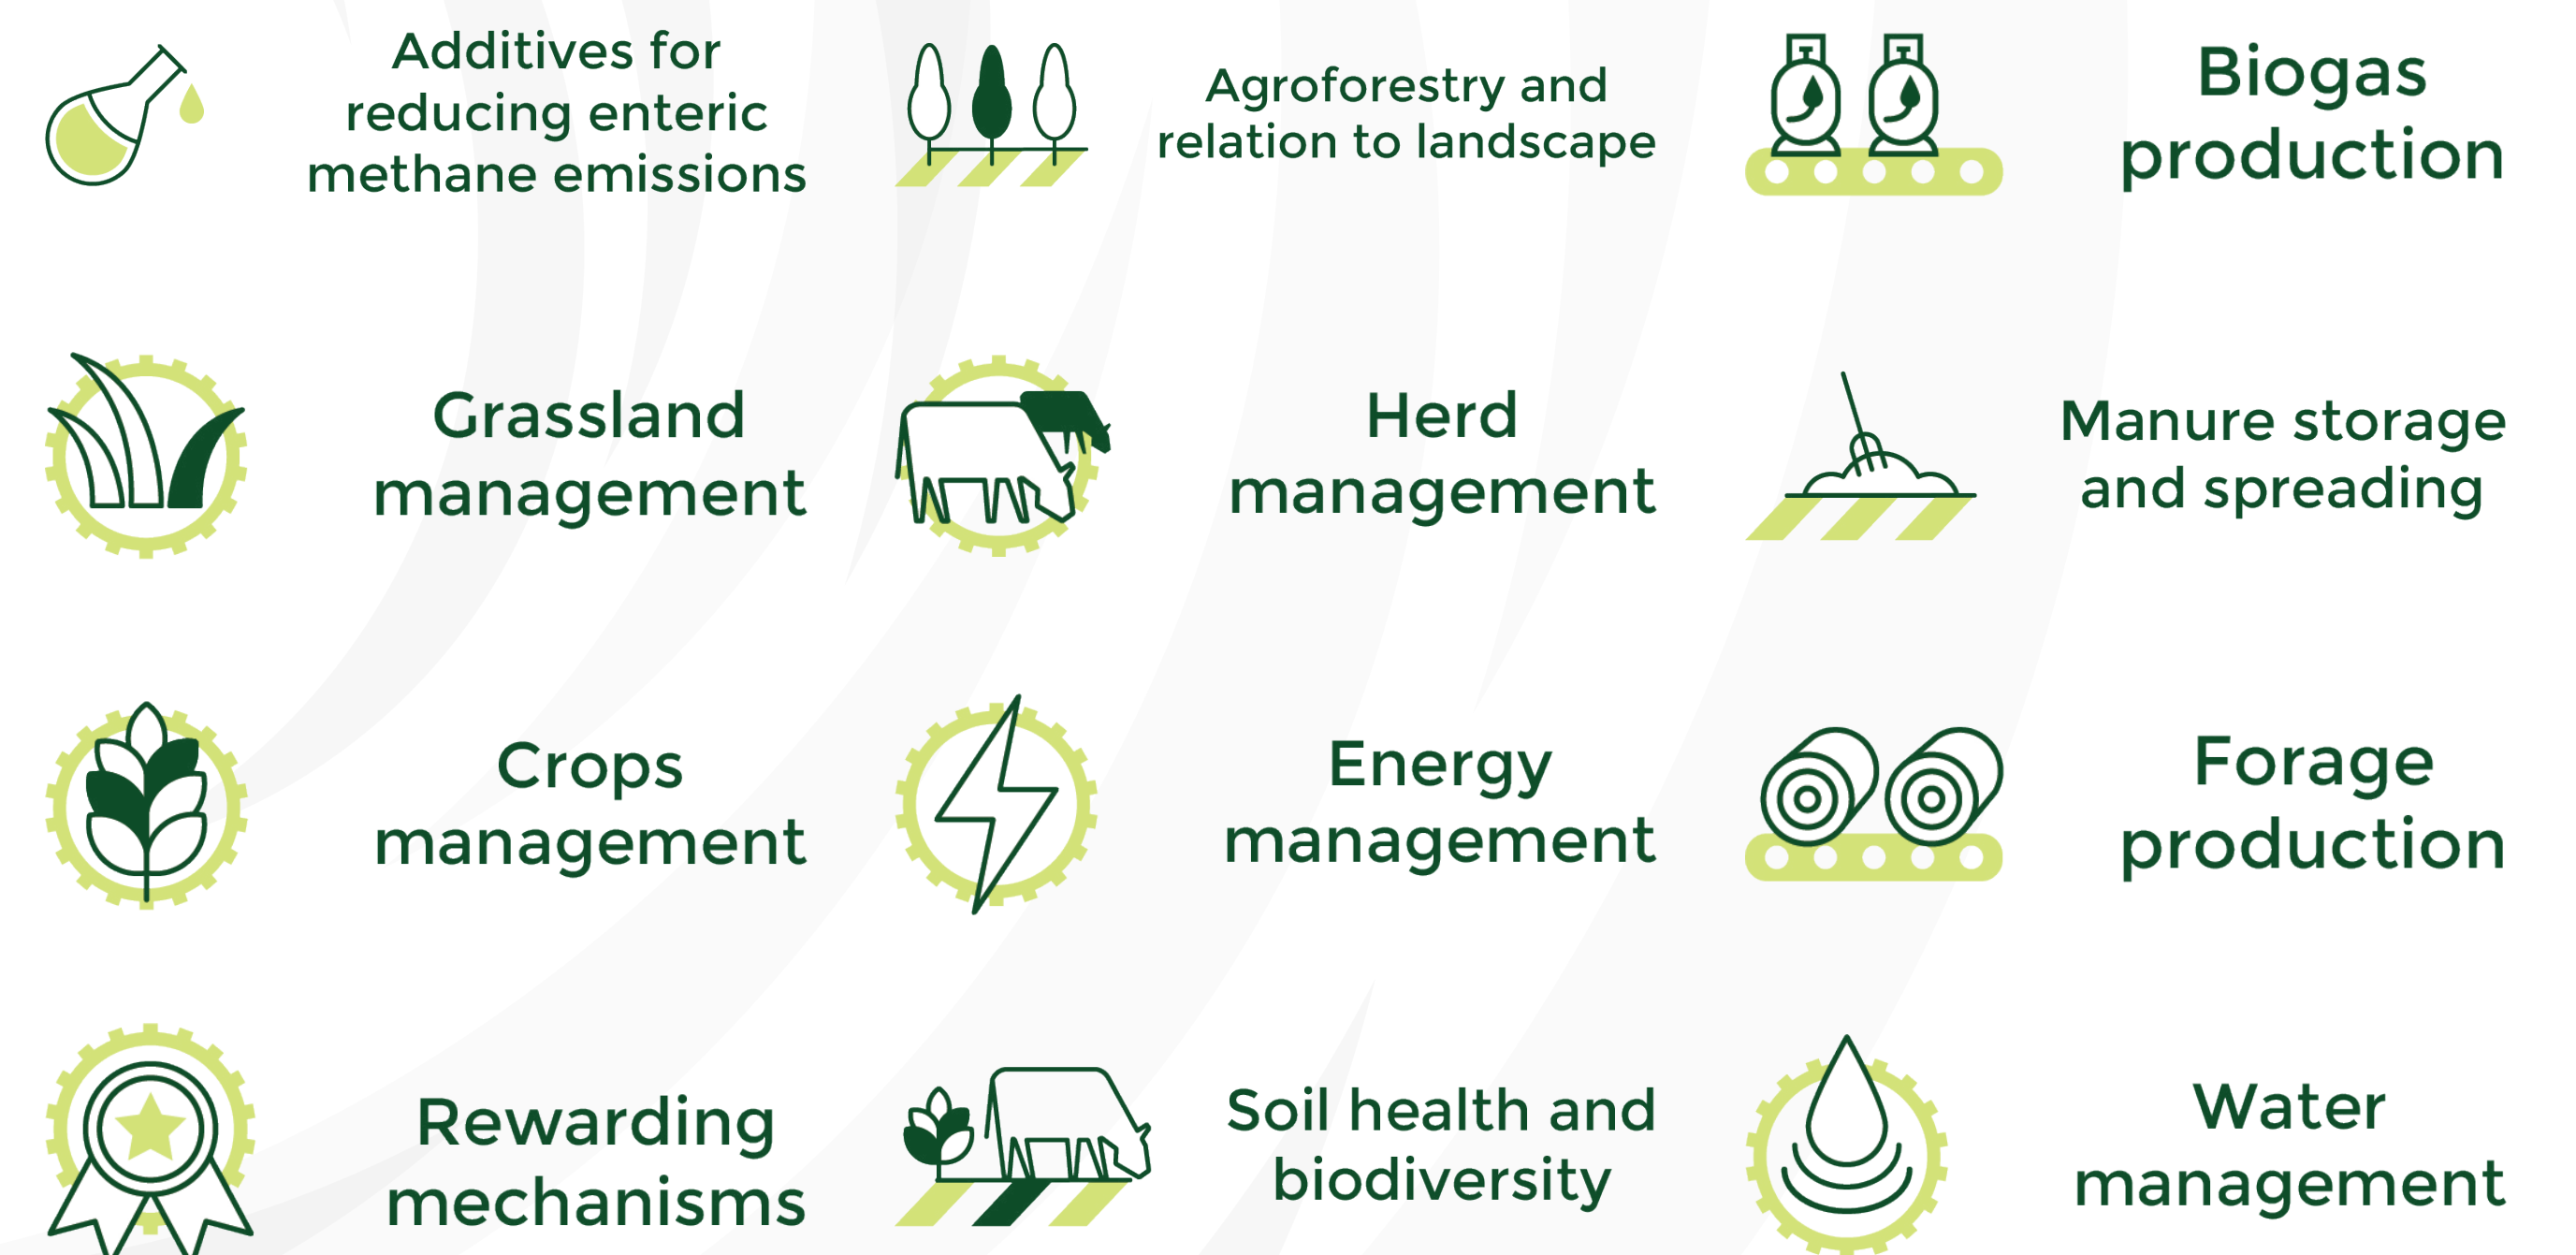 Additives for
reducing enteric
methane emissions
Agroforestry and
relation to landscape
Biogas
production
Grassland
management
Herd
management
Manure storage
and spreading
Crops
management
Energy
management
Forage
production
Rewarding
mechanisms
Soil health and
biodiversity
Water
management